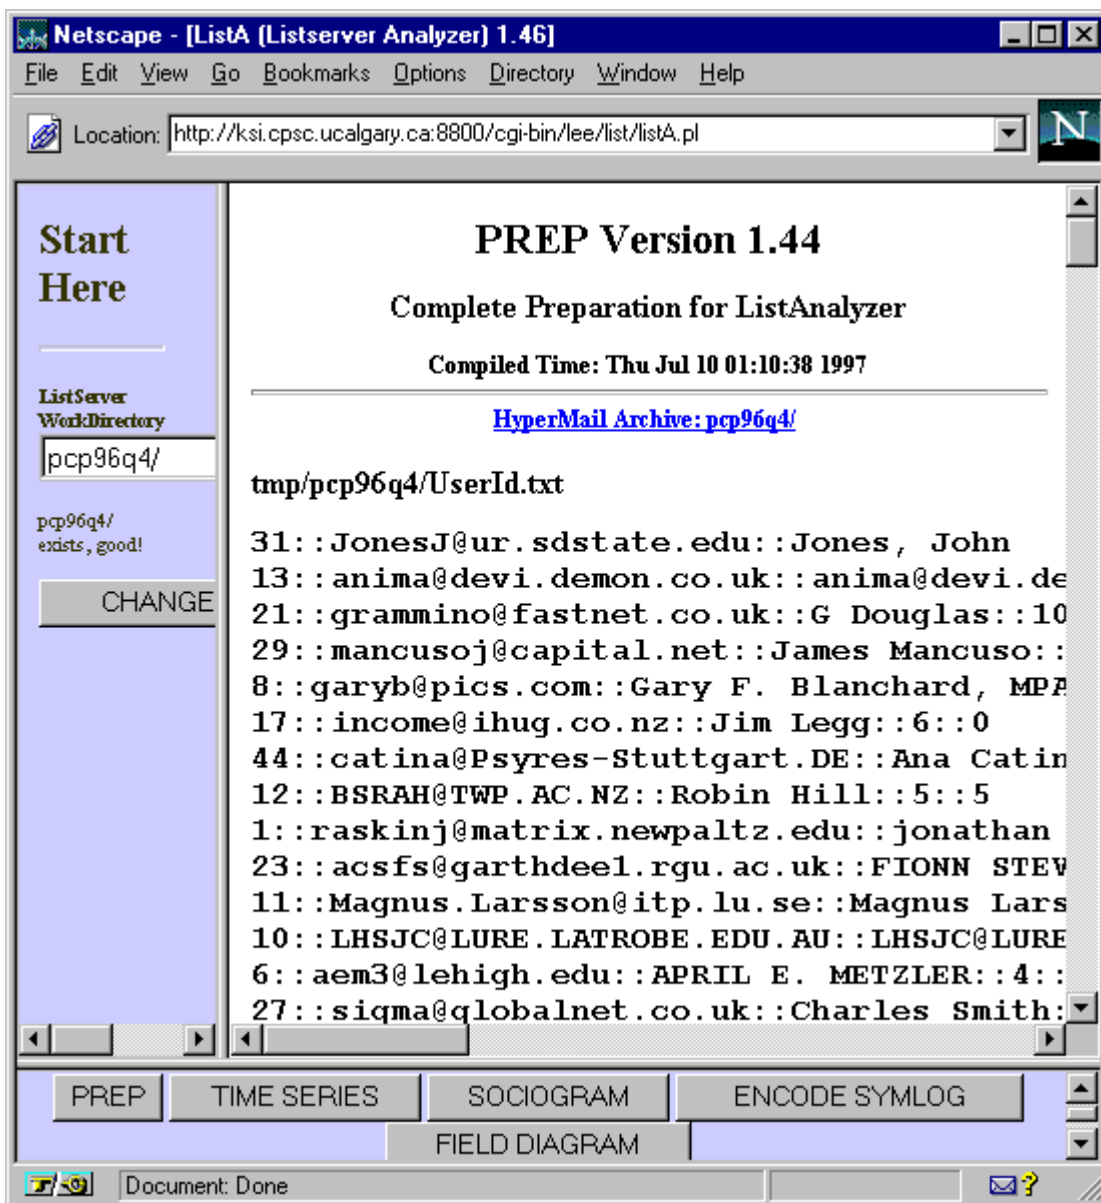 Netscape - [ListA (Listserver Analyzer) 1.46]
File Edit View Go Bookmarks Options Directory Window Help
Location: http://ksi.cpsc.ucalgary.ca:8800/cgi-bin/lee/list/listA.pl
N
Start
Here
ListServer
WorkDirectory
pcp96q4/
pcp96q4/
exists, good!
CHANGE
PREP Version 1.44
Complete Preparation for ListAnalyzer
Compiled Time: Thu Jul 10 01:10:38 1997
HyperMail Archive: pcp96q4/
tmp/pcp96q4/UserId.txt
31::JonesJ@ur.sdstate.edu::Jones, John
13::anima@devi.demon.co.uk::anima@devi.de
21::grammino@fastnet.co.uk::G Douglas::10
29::mancusoj@capital.net::James Mancuso::
8::garyb@pics.com::Gary F. Blanchard, MPA
17::income@ihug.co.nz::Jim Legg::6::0
44::catina@Psyres-Stuttgart.DE::Ana Catin
12::BSRAH@TWP.AC.NZ::Robin Hill::5::5
1::raskinj@matrix.newpaltz.edu::jonathan
23::acsfs@garthdee1.rgu.ac.uk::FIONN STEV
11::Magnus.Larsson@itp.lu.se::Magnus Lars
10::LHSJC@LURE.LATROBE.EDU.AU::LHSJC@LURE
6::aem3@lehigh.edu::APRIL E. METZLER::4::
27::sigma@globalnet.co.uk::Charles Smith:
PREP TIME SERIES SOCIOGRAM ENCODE SYMLOG
FIELD DIAGRAM
Document: Done